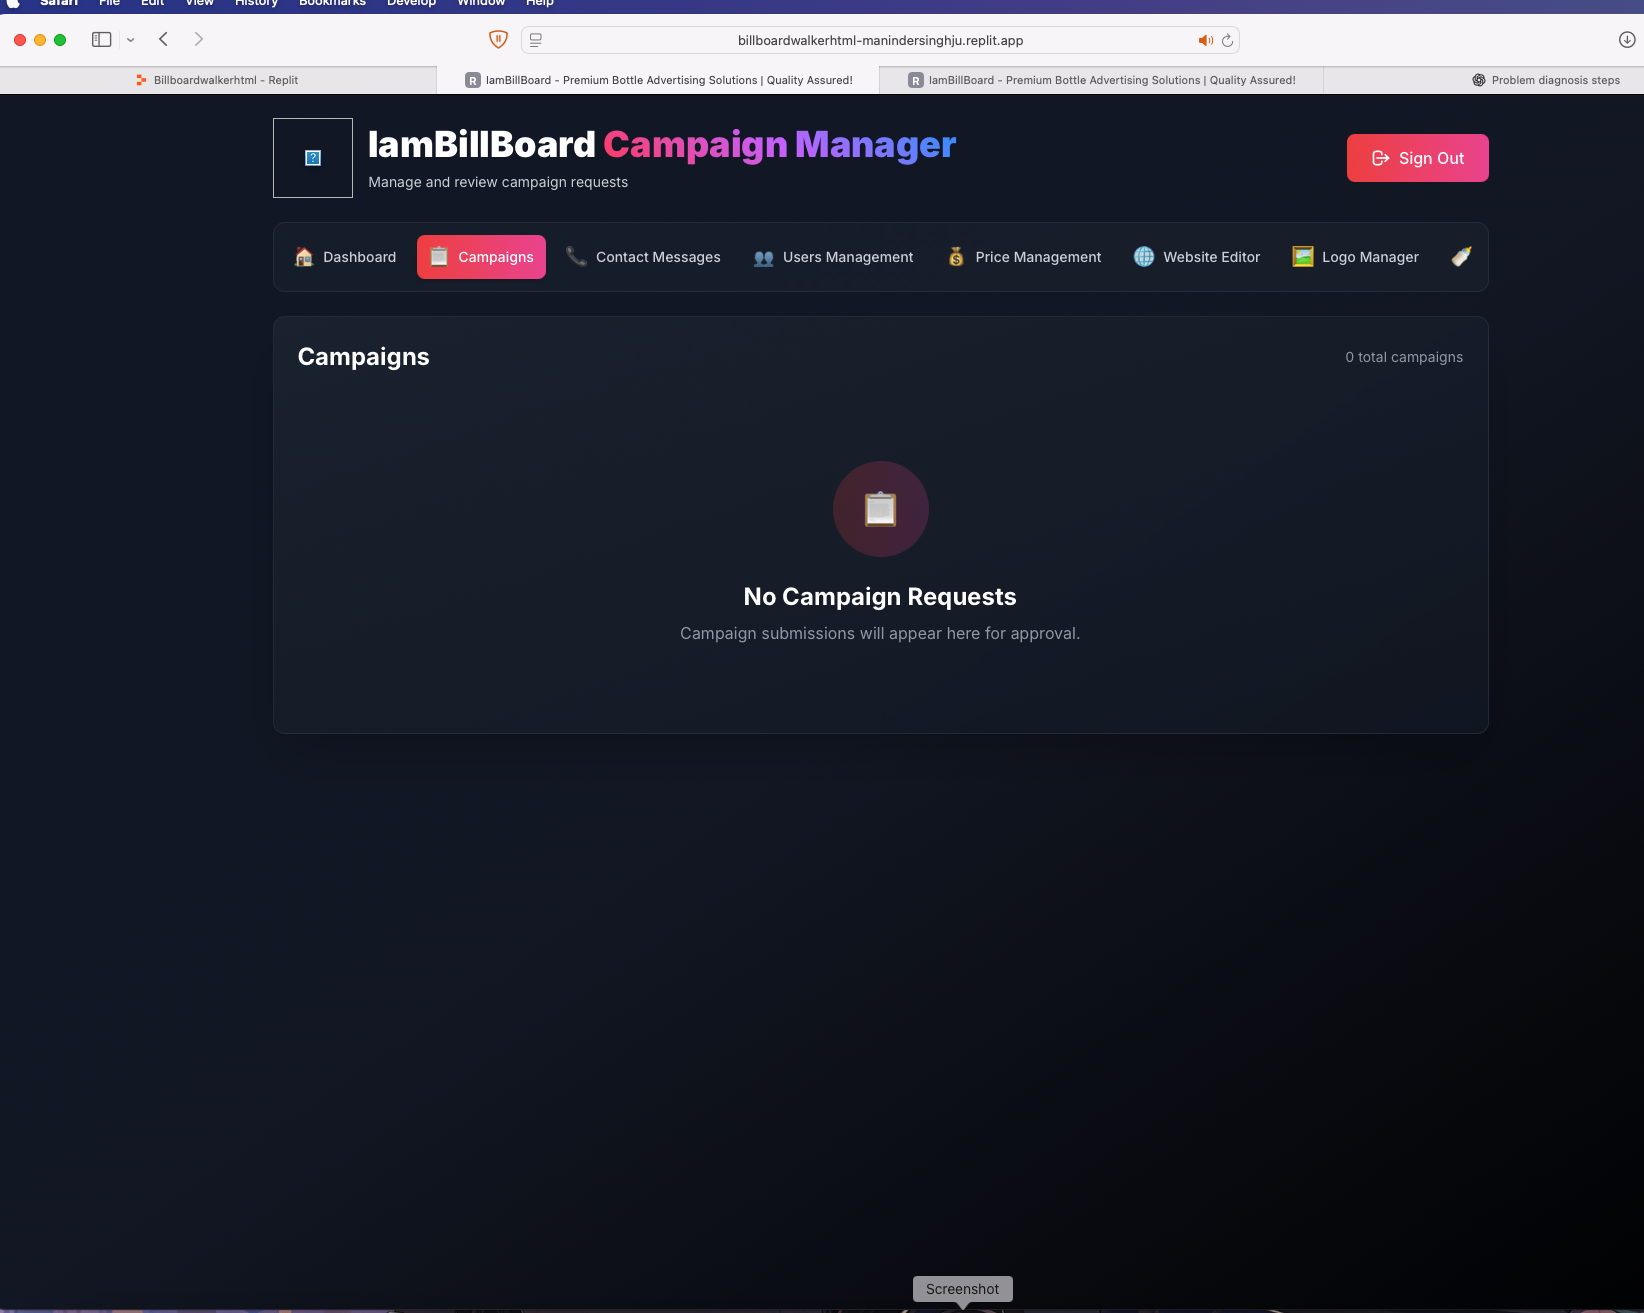 Safari File Edit View History Bookmarks Develop Window Help
billboardwalkerhtml-manindersinghju.replit.app
Billboardwalkerhtml - Replit
R IamBillBoard - Premium Bottle Advertising Solutions | Quality Assured!
R IamBillBoard - Premium Bottle Advertising Solutions | Quality Assured!
Problem diagnosis steps
IamBillBoard Campaign Manager
Manage and review campaign requests
Sign Out
Dashboard
Campaigns
Contact Messages
Users Management
Price Management
Website Editor
Logo Manager
Campaigns
0 total campaigns
No Campaign Requests
Campaign submissions will appear here for approval.
Screenshot